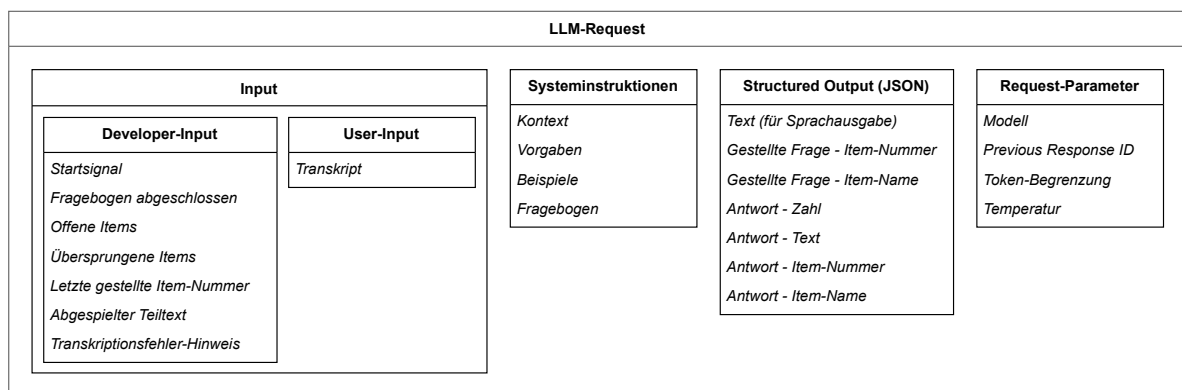 LLM-Request
Input
Developer-Input
Startsignal
Fragebogen abgeschlossen
Offene Items
Übersprungene Items
Letzte gestellte Item-Nummer
Abgespielter Teiltext
Transkriptionsfehler-Hinweis
User-Input
Transkript
Systeminstruktionen
Kontext
Vorgaben
Beispiele
Fragebogen
Structured Output (JSON)
Text (für Sprachausgabe)
Gestellte Frage - Item-Nummer
Gestellte Frage - Item-Name
Antwort - Zahl
Antwort - Text
Antwort - Item-Nummer
Antwort - Item-Name
Request-Parameter
Modell
Previous Response ID
Token-Begrenzung
Temperatur